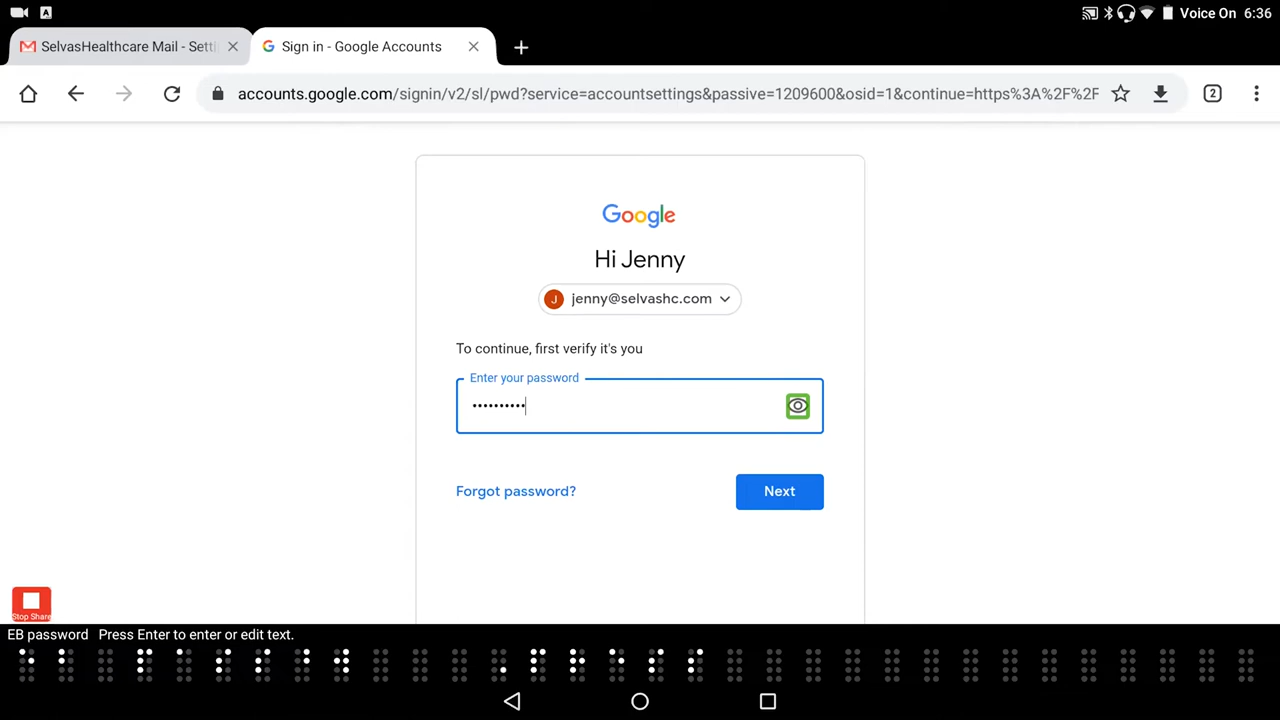 A Voice On 6:36
SelvasHealthcare Mail - Setti
Sign in - Google Accounts
accounts.google.com/signin/v2/sl/pwd?service=accountsettings&passive=1209600&osid=1&continue=https%3A%2F%2F
2
Google
Hi Jenny
J jenny@selvashc.com
To continue, first verify it's you
Enter your password
••••••••••
Forgot password?
Next
Stop Share
EB password Press Enter to enter or edit text.